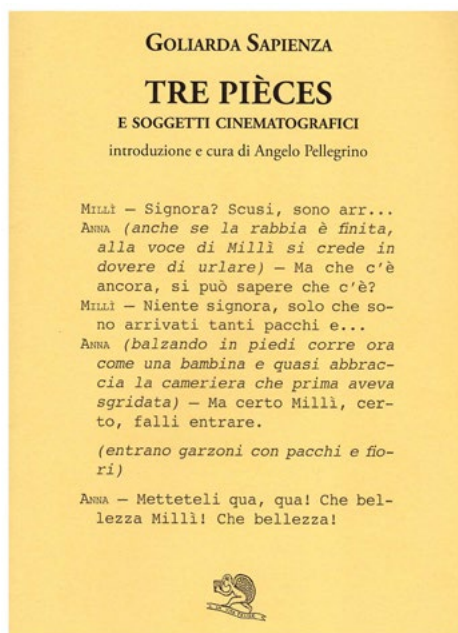 GOLIARDA SAPIENZA
TRE PIÈCES
E SOGGETTI CINEMATOGRAFICI
introduzione e cura di Angelo Pellegrino
MILLÌ — Signora? Scusi, sono arr...
ANNA (anche se la rabbia è finita,
alla voce di Millì si crede in
dovere di urlare) — Ma che c'è
ancora, si può sapere che c'è?
MILLÌ — Niente signora, solo che so-
no arrivati tanti pacchi e...
ANNA (balzando in piedi corre ora
come una bambina e quasi abbrac-
cia la cameriera che prima aveva
sgridata) — Ma certo Millì, cer-
to, falli entrare.
(entrano garzoni con pacchi e fio-
ri)
ANNA — Metteteli qua, qua! Che bel-
lezza Millì! Che bellezza!